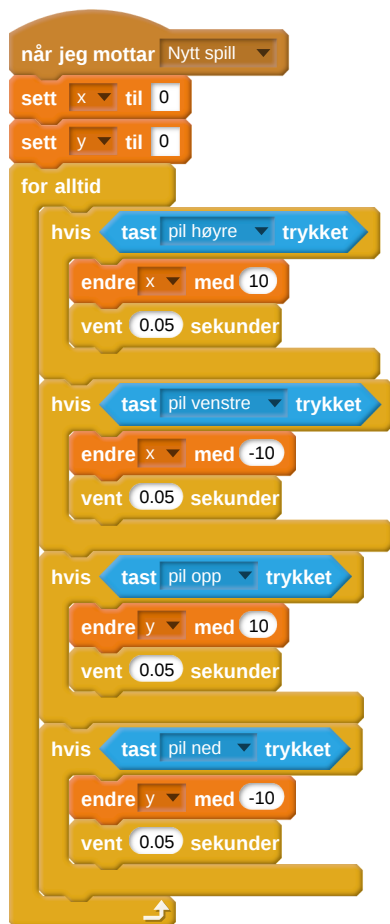 når jeg mottar Nytt spill
sett x til 0
sett y til 0
for alltid
hvis tast pil høyre trykket
endre x med 10
vent 0.05 sekunder
hvis tast pil venstre trykket
endre x med -10
vent 0.05 sekunder
hvis tast pil opp trykket
endre y med 10
vent 0.05 sekunder
hvis tast pil ned trykket
endre y med -10
vent 0.05 sekunder